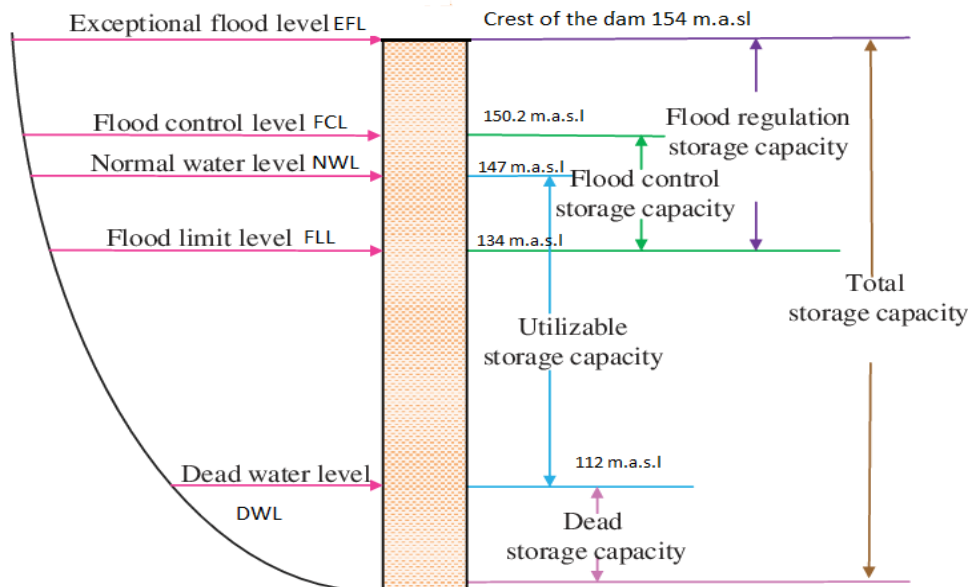 Exceptional flood level EFL
Crest of the dam 154 m.a.sl
Flood control level FCL
150.2 m.a.s.l
Flood regulation
storage capacity
Normal water level NWL
147 m.a.s.l
Flood control
storage capacity
Flood limit level FLL
134 m.a.s.l
Total
storage capacity
Utilizable
storage capacity
Dead water level
DWL
112 m.a.s.l
Dead
storage capacity